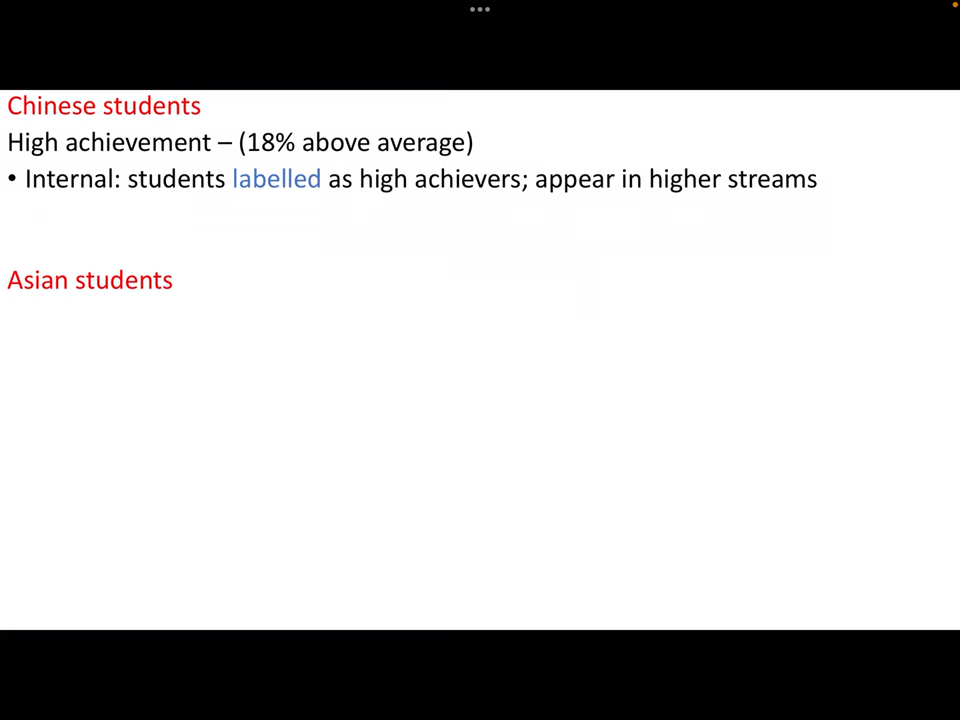 Chinese students
High achievement – (18% above average)
• Internal: students labelled as high achievers; appear in higher streams
Asian students